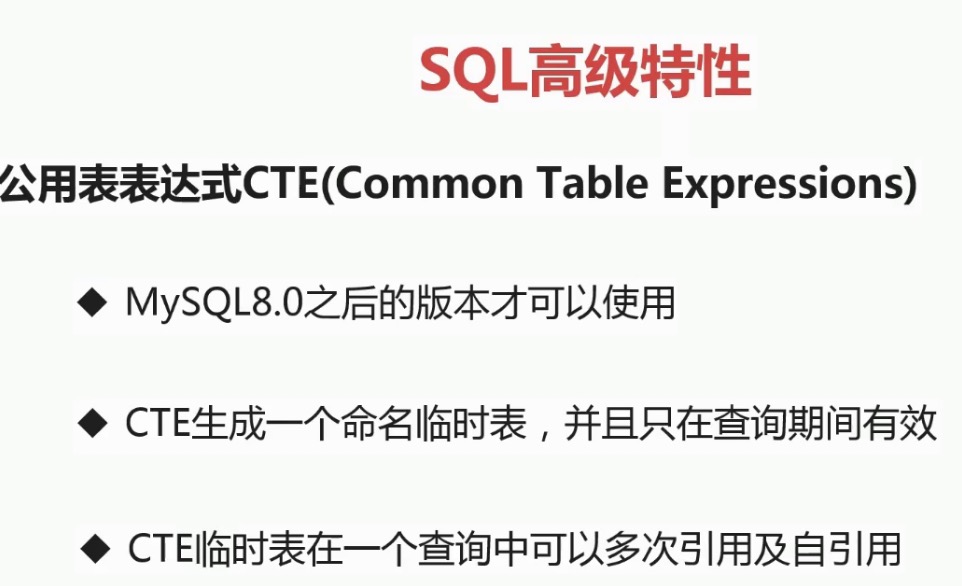 SQL高级特性
公用表表达式CTE(Common Table Expressions)
◆ MySQL8.0之后的版本才可以使用
◆ CTE生成一个命名临时表，并且只在查询期间有效
◆ CTE临时表在一个查询中可以多次引用及自引用